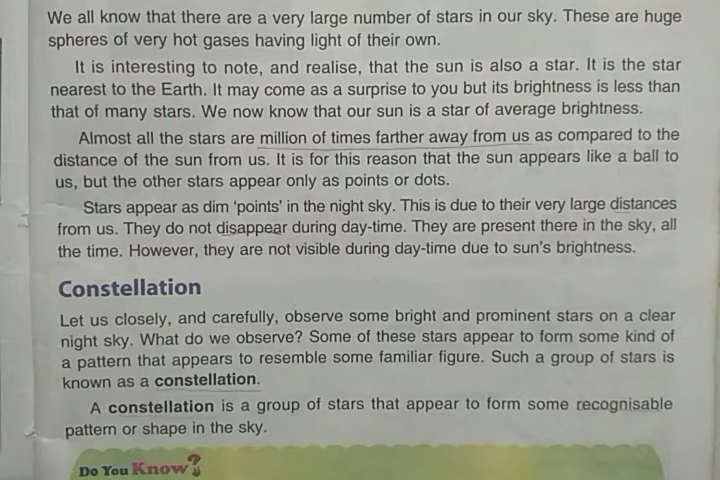 We all know that there are a very large number of stars in our sky. These are huge
spheres of very hot gases having light of their own.
It is interesting to note, and realise, that the sun is also a star. It is the star
nearest to the Earth. It may come as a surprise to you but its brightness is less than
that of many stars. We now know that our sun is a star of average brightness.
Almost all the stars are million of times farther away from us as compared to the
distance of the sun from us. It is for this reason that the sun appears like a ball to
us, but the other stars appear only as points or dots.
Stars appear as dim ‘points’ in the night sky. This is due to their very large distances
from us. They do not disappear during day-time. They are present there in the sky, all
the time. However, they are not visible during day-time due to sun's brightness.
Constellation
Let us closely, and carefully, observe some bright and prominent stars on a clear
night sky. What do we observe? Some of these stars appear to form some kind of
a pattern that appears to resemble some familiar figure. Such a group of stars is
known as a constellation.
A constellation is a group of stars that appear to form some recognisable
pattern or shape in the sky.
Do You Know?